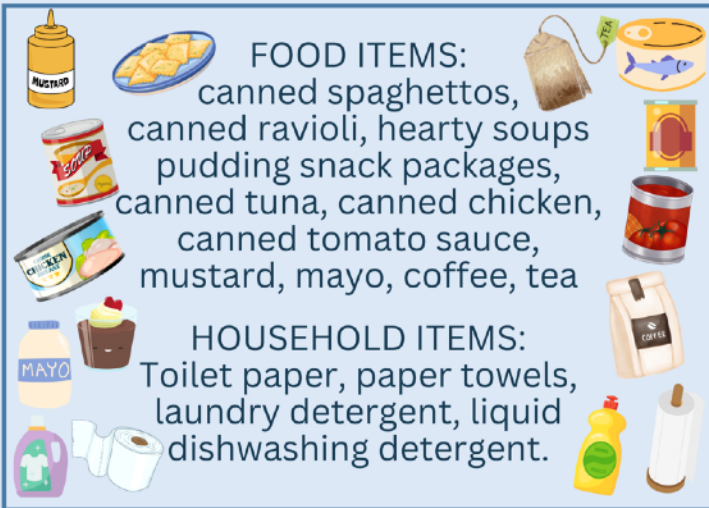 MUSTARD
TEA
SOUP
CHICKEN
MAYO
COFFEE
FOOD ITEMS:
canned spaghettos,
canned ravioli, hearty soups
pudding snack packages,
canned tuna, canned chicken,
canned tomato sauce,
mustard, mayo, coffee, tea
HOUSEHOLD ITEMS:
Toilet paper, paper towels,
laundry detergent, liquid
dishwashing detergent.